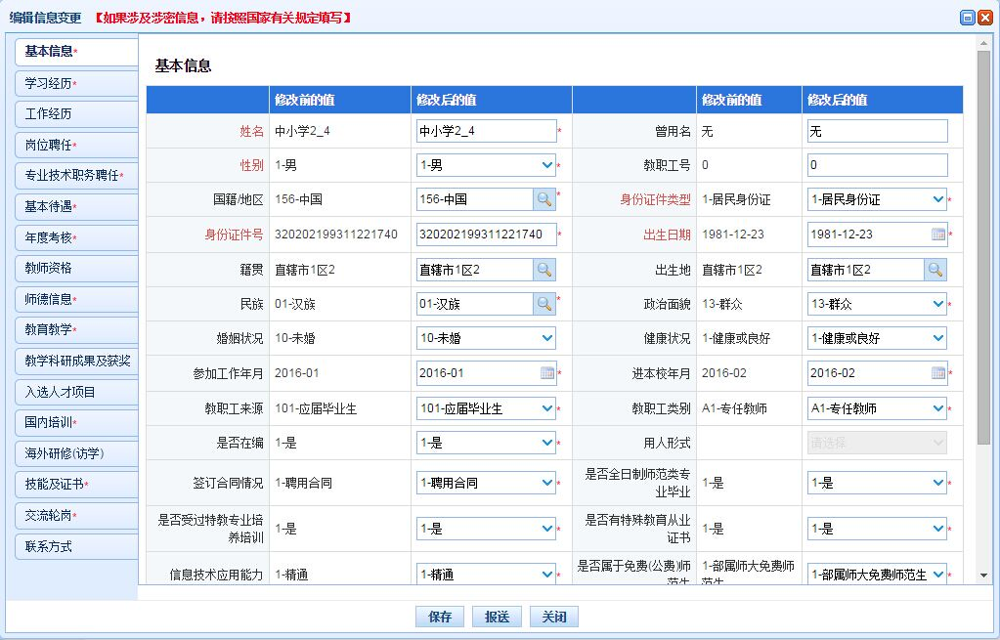 编辑信息变更 【如果涉及涉密信息，请按照国家有关规定填写】
基本信息*
学习经历*
工作经历
岗位聘任*
专业技术职务聘任*
基本待遇*
年度考核*
教师资格
师德信息*
教育教学*
教学科研成果及获奖
入选人才项目
国内培训*
海外研修(访学)
技能及证书*
交流轮岗*
联系方式
基本信息
修改前的值 修改后的值 修改前的值 修改后的值
姓名 中小学2_4 中小学2_4 * 曾用名 无 无
性别 1-男 1-男 * 教职工号 0 0
国籍/地区 156-中国 156-中国 * 身份证件类型 1-居民身份证 1-居民身份证 *
身份证件号 320202199311221740 320202199311221740 * 出生日期 1981-12-23 1981-12-23 *
籍贯 直辖市1区2 直辖市1区2 出生地 直辖市1区2 直辖市1区2
民族 01-汉族 01-汉族 * 政治面貌 13-群众 13-群众 *
婚姻状况 10-未婚 10-未婚 健康状况 1-健康或良好 1-健康或良好
参加工作年月 2016-01 2016-01 * 进本校年月 2016-02 2016-02 *
教职工来源 101-应届毕业生 101-应届毕业生 * 教职工类别 A1-专任教师 A1-专任教师 *
是否在编 1-是 1-是 * 用人形式 请选择
签订合同情况 1-聘用合同 1-聘用合同 * 是否全日制师范类专
业毕业 1-是 1-是 *
是否受过特教专业培
养培训 1-是 1-是 * 是否有特殊教育从业
证书 1-是 1-是 *
信息技术应用能力 1-精通 1-精通 * 是否属于免费(公费)师
范生 1-部属师大免费师
范生 1-部属师大免费师范生 *
保存 报送 关闭